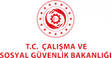 T.C. ÇALIŞMA VE
SOSYAL GÜVENLİK BAKANLIĞI